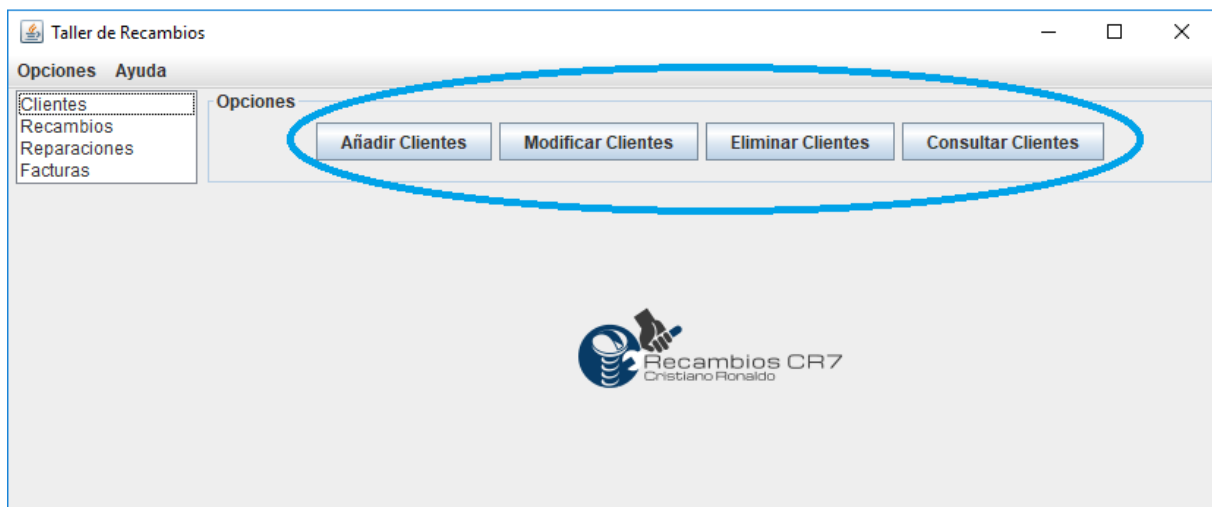 Taller de Recambios
Opciones Ayuda
Clientes
Recambios
Reparaciones
Facturas
Opciones
Añadir Clientes Modificar Clientes Eliminar Clientes Consultar Clientes
Recambios CR7
Cristiano Ronaldo